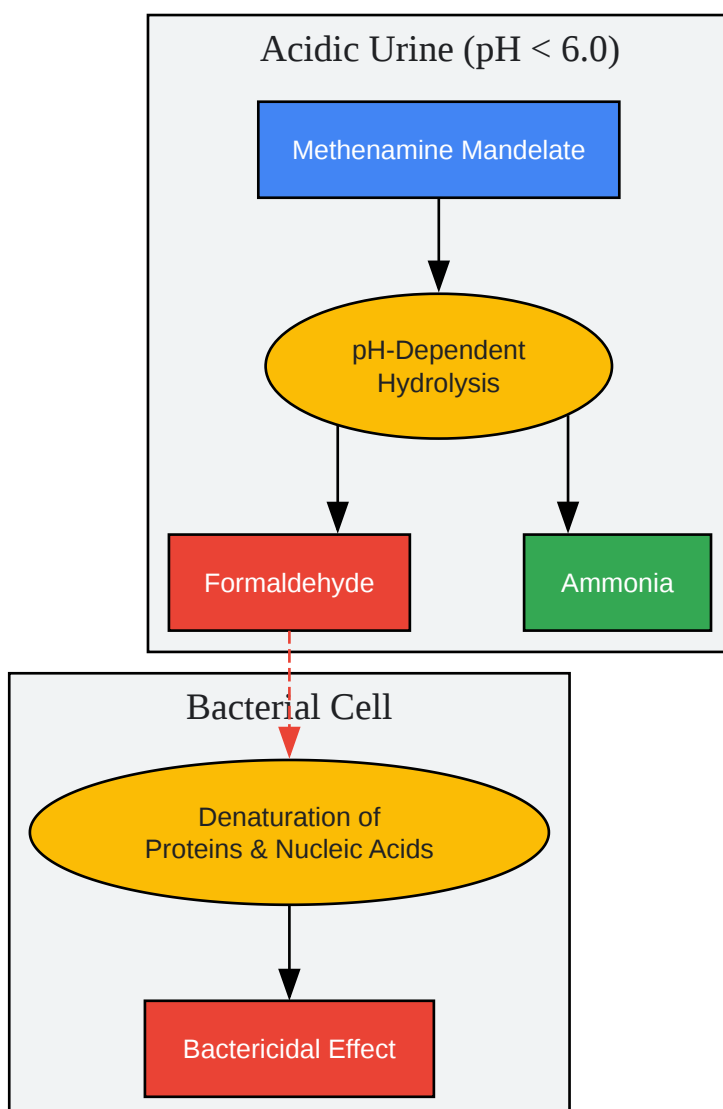 Acidic Urine (pH < 6.0)
Methenamine Mandelate
pH-Dependent
Hydrolysis
Formaldehyde
Ammonia
Bacterial Cell
Denaturation of
Proteins & Nucleic Acids
Bactericidal Effect